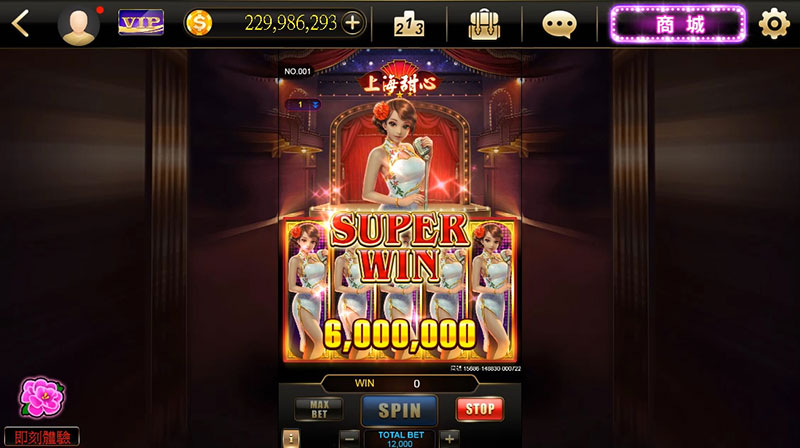 VIP
$
229,986,293
123
商城
NO.001
上海甜心
1
SUPER
WIN
6,000,000
15686-148830-000722
WIN 0
MAX
BET
SPIN
STOP
即刻體驗
i
TOTAL BET
12,000